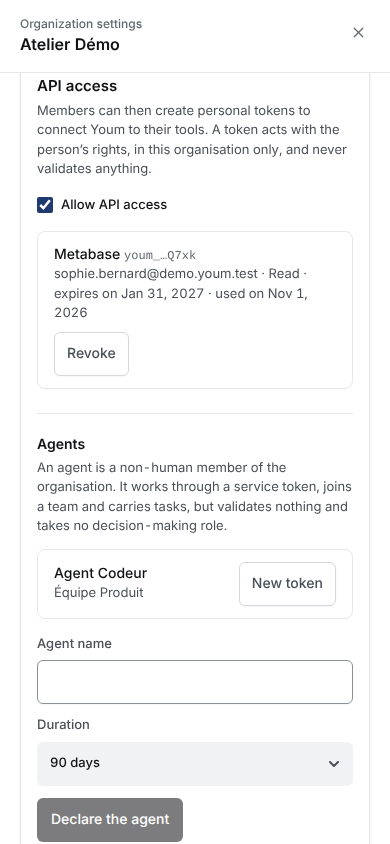 Organization settings
Atelier Démo
API access
Members can then create personal tokens to
connect Youm to their tools. A token acts with the
person's rights, in this organisation only, and never
validates anything.
Allow API access
Metabase youm_…Q7xk
sophie.bernard@demo.youm.test · Read ·
expires on Jan 31, 2027 · used on Nov 1,
2026
Revoke
Agents
An agent is a non-human member of the
organisation. It works through a service token, joins
a team and carries tasks, but validates nothing and
takes no decision-making role.
Agent Codeur
Équipe Produit
New token
Agent name
Duration
90 days
Declare the agent